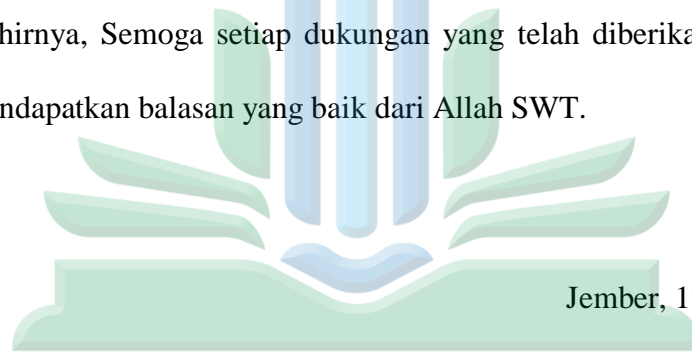 hirnya, Semoga setiap dukungan yang telah diberika
ndapatkan balasan yang baik dari Allah SWT.
Jember, 1